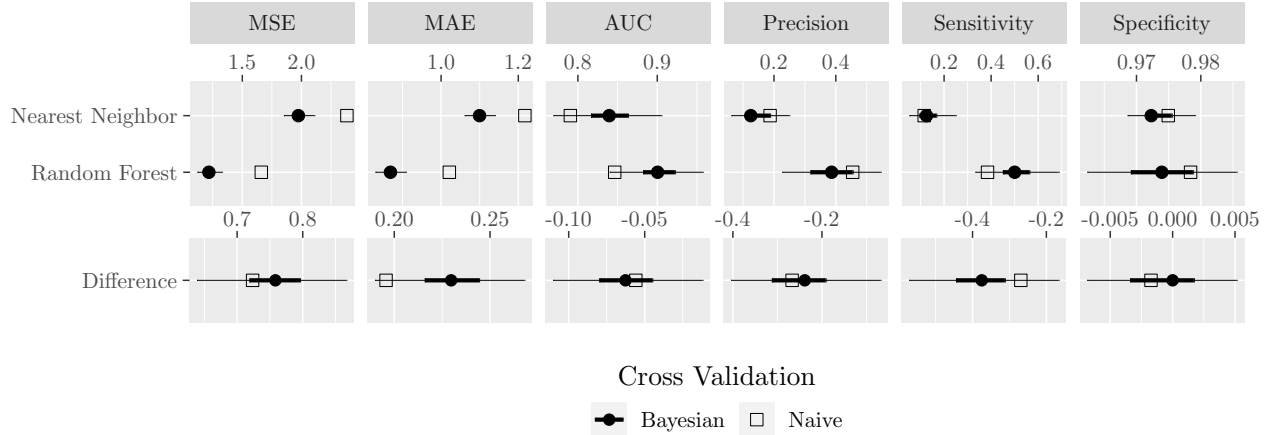 MSE MAE AUC Precision Sensitivity Specificity
1.5 2.0 1.0 1.2 0.8 0.9 0.2 0.4 0.2 0.4 0.6 0.97 0.98
Nearest Neighbor
Random Forest
0.7 0.8 0.20 0.25 -0.10 -0.05 -0.4 -0.2 -0.4 -0.2 -0.005 0.000 0.005
Difference
Cross Validation
Bayesian Naive